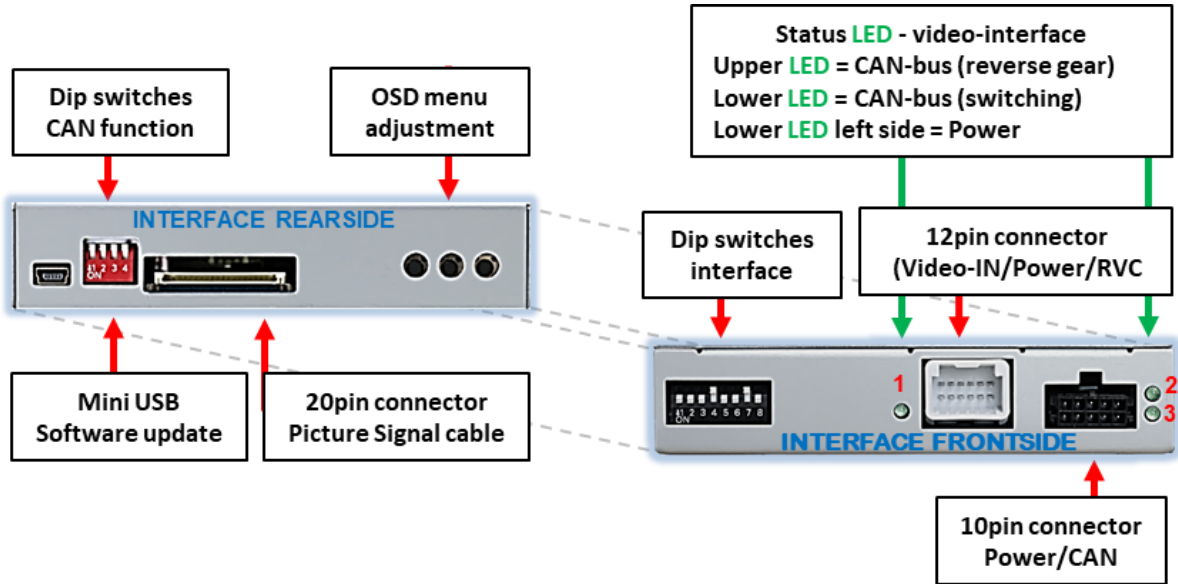 Status LED - video-interface
Upper LED = CAN-bus (reverse gear)
Lower LED = CAN-bus (switching)
Lower LED left side = Power
Dip switches
CAN function
OSD menu
adjustment
INTERFACE REARSIDE
1 2 3 4
ON
Dip switches
interface
12pin connector
(Video-IN/Power/RVC
Mini USB
Software update
20pin connector
Picture Signal cable
1
2
3
1 2 3 4 5 6 7 8
ON
INTERFACE FRONTSIDE
10pin connector
Power/CAN